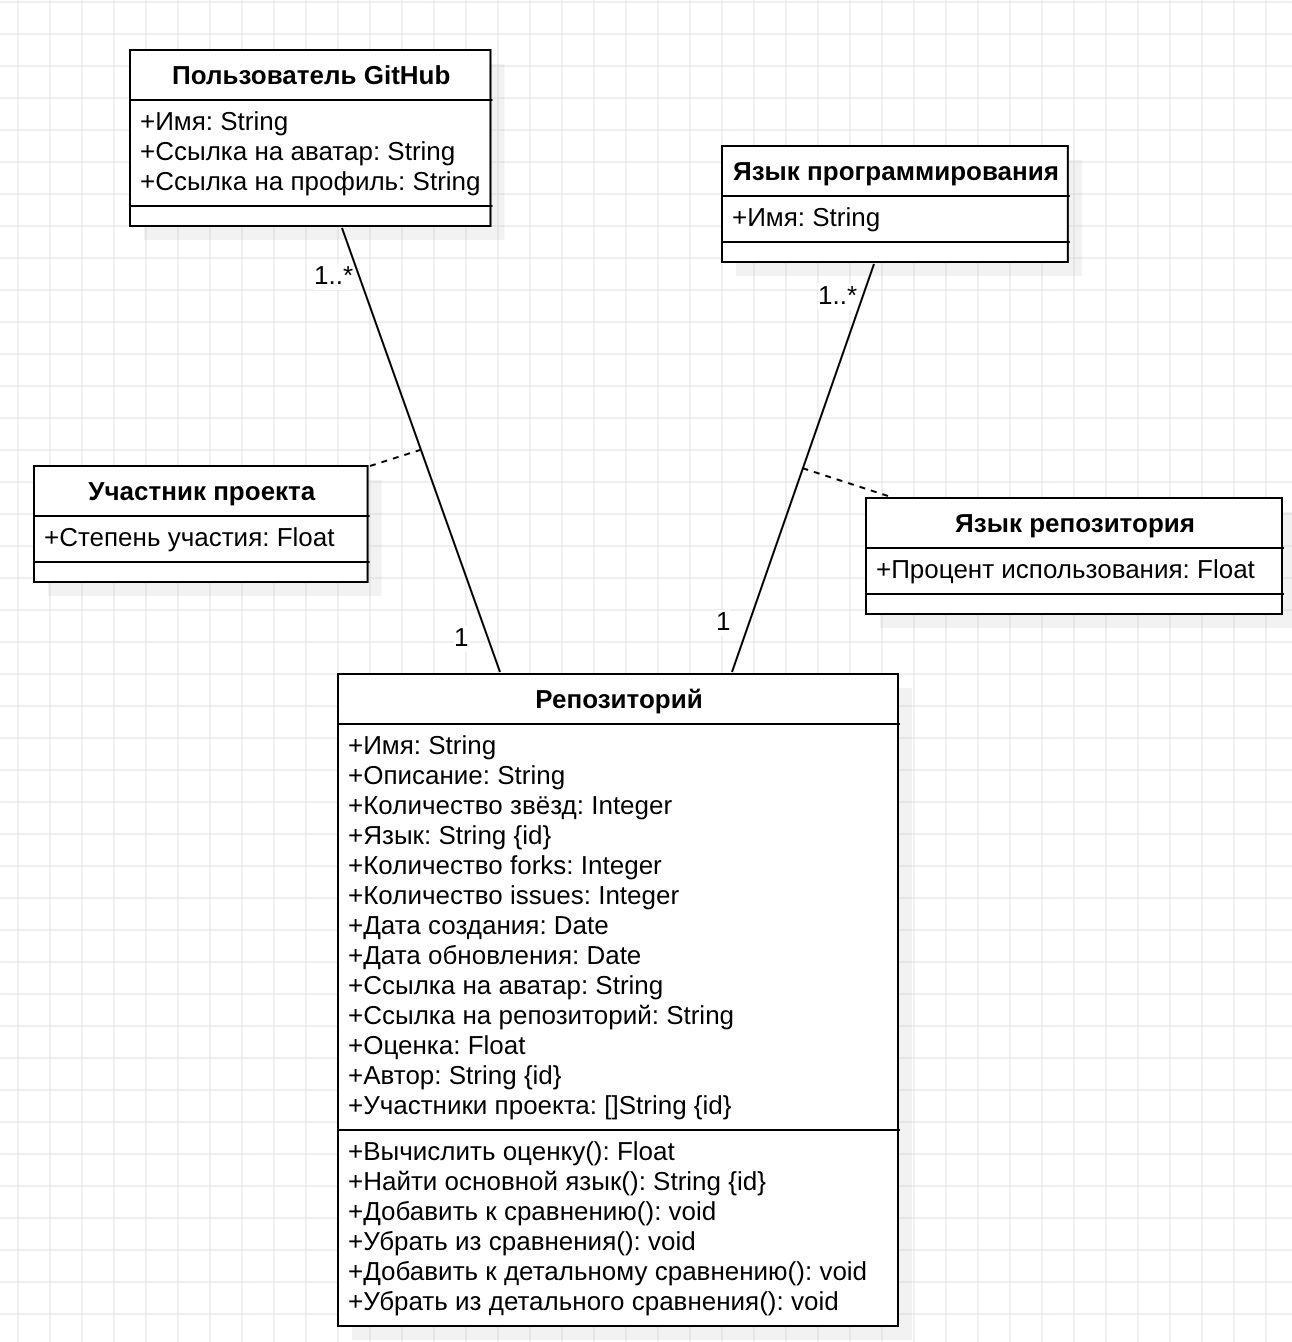 Пользователь GitHub
+Имя: String
+Ссылка на аватар: String
+Ссылка на профиль: String
Язык программирования
+Имя: String
1..*
1..*
Участник проекта
+Степень участия: Float
Язык репозитория
+Процент использования: Float
1
1
Репозиторий
+Имя: String
+Описание: String
+Количество звёзд: Integer
+Язык: String {id}
+Количество forks: Integer
+Количество issues: Integer
+Дата создания: Date
+Дата обновления: Date
+Ссылка на аватар: String
+Ссылка на репозиторий: String
+Оценка: Float
+Автор: String {id}
+Участники проекта: []String {id}
+Вычислить оценку(): Float
+Найти основной язык(): String {id}
+Добавить к сравнению(): void
+Убрать из сравнения(): void
+Добавить к детальному сравнению(): void
+Убрать из детального сравнения(): void